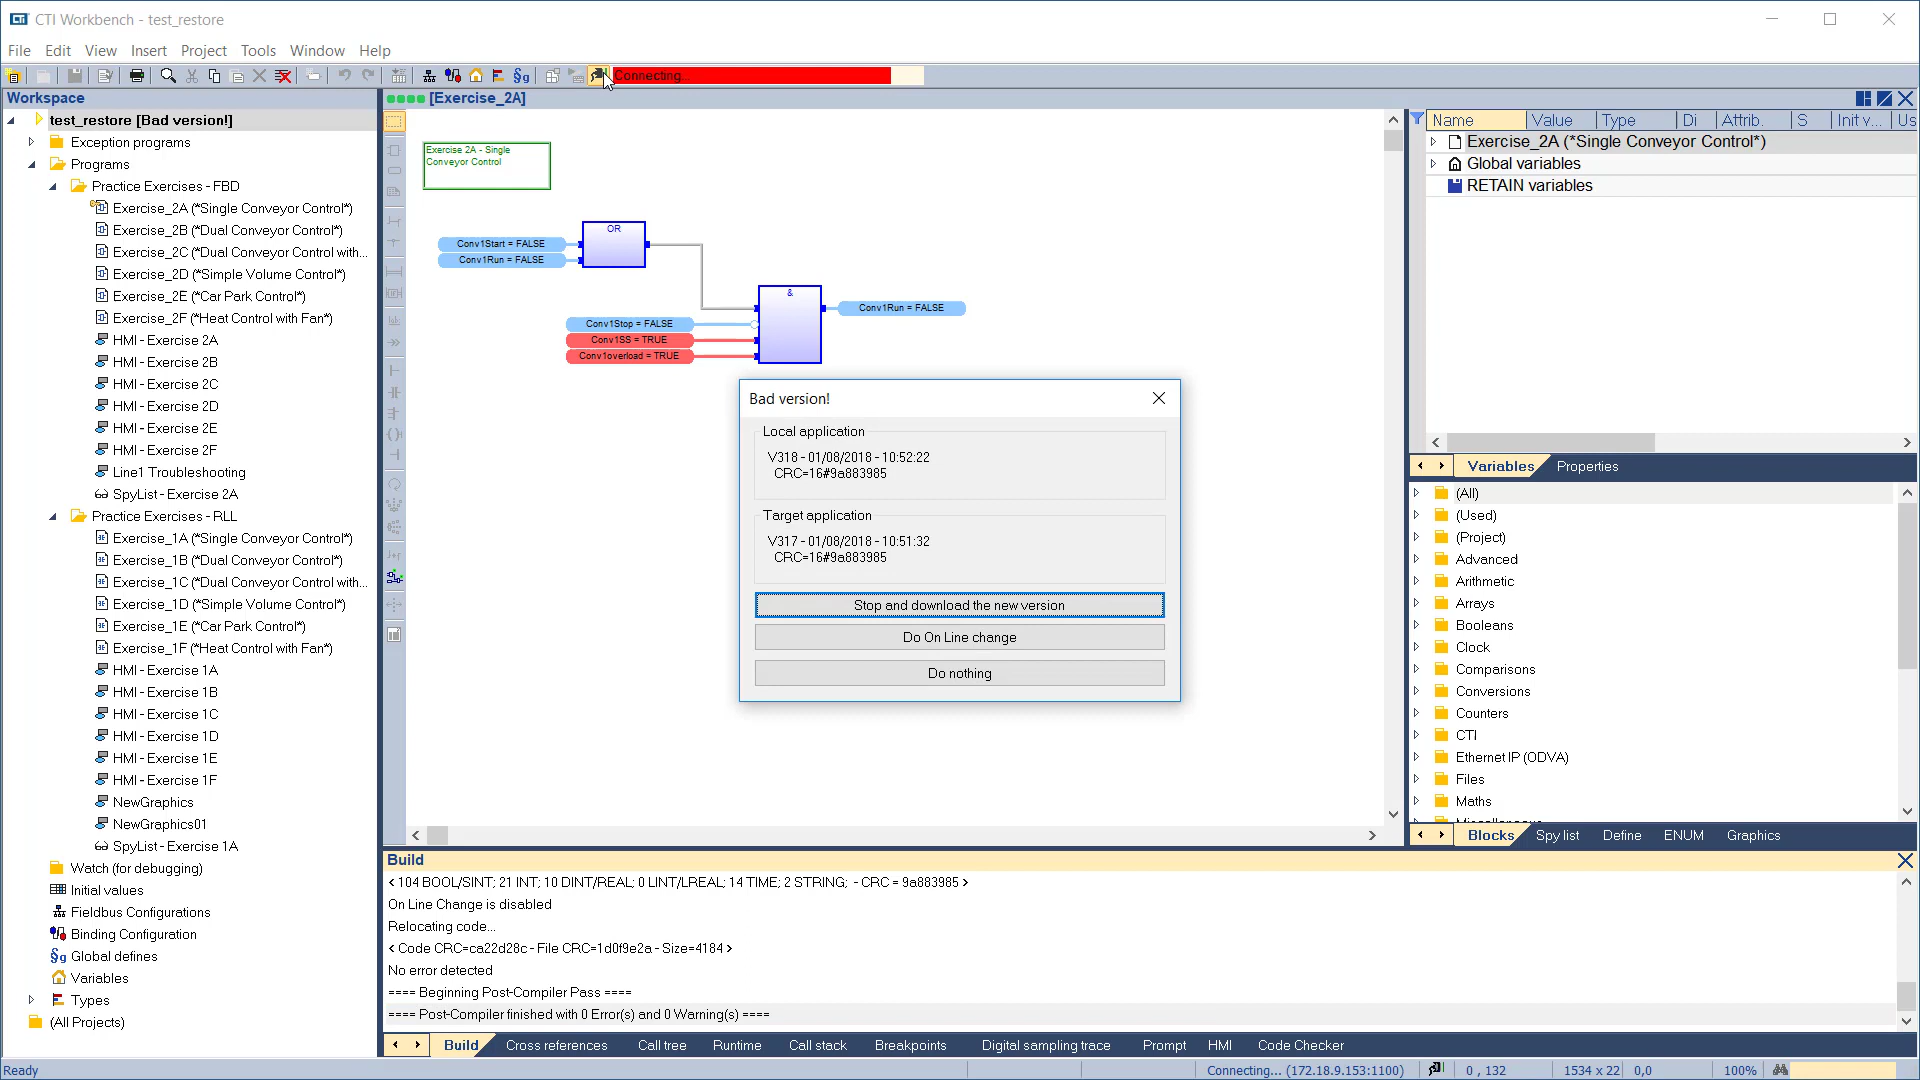 CTI Workbench - test_restore
File Edit View Insert Project Tools Window Help
Connecting...
Workspace
test_restore [Bad version!]
Exception programs
Programs
Practice Exercises - FBD
Exercise_2A (*Single Conveyor Control*)
Exercise_2B (*Dual Conveyor Control*)
Exercise_2C (*Dual Conveyor Control with...
Exercise_2D (*Simple Volume Control*)
Exercise_2E (*Car Park Control*)
Exercise_2F (*Heat Control with Fan*)
HMI - Exercise 2A
HMI - Exercise 2B
HMI - Exercise 2C
HMI - Exercise 2D
HMI - Exercise 2E
HMI - Exercise 2F
Line1 Troubleshooting
SpyList - Exercise 2A
Practice Exercises - RLL
Exercise_1A (*Single Conveyor Control*)
Exercise_1B (*Dual Conveyor Control*)
Exercise_1C (*Dual Conveyor Control with...
Exercise_1D (*Simple Volume Control*)
Exercise_1E (*Car Park Control*)
Exercise_1F (*Heat Control with Fan*)
HMI - Exercise 1A
HMI - Exercise 1B
HMI - Exercise 1C
HMI - Exercise 1D
HMI - Exercise 1E
HMI - Exercise 1F
NewGraphics
NewGraphics01
SpyList - Exercise 1A
Watch (for debugging)
Initial values
Fieldbus Configurations
Binding Configuration
Global defines
Variables
Types
(All Projects)
[Exercise_2A]
Exercise 2A - Single
Conveyor Control
OR
Conv1Start = FALSE
Conv1Run = FALSE
&
Conv1Run = FALSE
Conv1Stop = FALSE
Conv1SS = TRUE
Conv1overload = TRUE
Bad version!
Local application
V318 - 01/08/2018 - 10:52:22
CRC=16#9a883985
Target application
V317 - 01/08/2018 - 10:51:32
CRC=16#9a883985
Stop and download the new version
Do On Line change
Do nothing
Name Value Type Di Attrib. S Init v... Us
Exercise_2A (*Single Conveyor Control*)
Global variables
RETAIN variables
Variables Properties
(All)
(Used)
(Project)
Advanced
Arithmetic
Arrays
Booleans
Clock
Comparisons
Conversions
Counters
CTI
Ethernet IP (ODVA)
Files
Maths
Blocks Spy list Define ENUM Graphics
Build
< 104 BOOL/SINT; 21 INT; 10 DINT/REAL; 0 LINT/LREAL; 14 TIME; 2 STRING;  - CRC = 9a883985 >
On Line Change is disabled
Relocating code...
< Code CRC=ca22d28c - File CRC=1d0f9e2a - Size=4184 >
No error detected
==== Beginning Post-Compiler Pass ====
==== Post-Compiler finished with 0 Error(s) and 0 Warning(s) ====
Build Cross references Call tree Runtime Call stack Breakpoints Digital sampling trace Prompt HMI Code Checker
Ready Connecting... (172.18.9.153:1100) 0 , 132 1534 x 22 0,0 100%